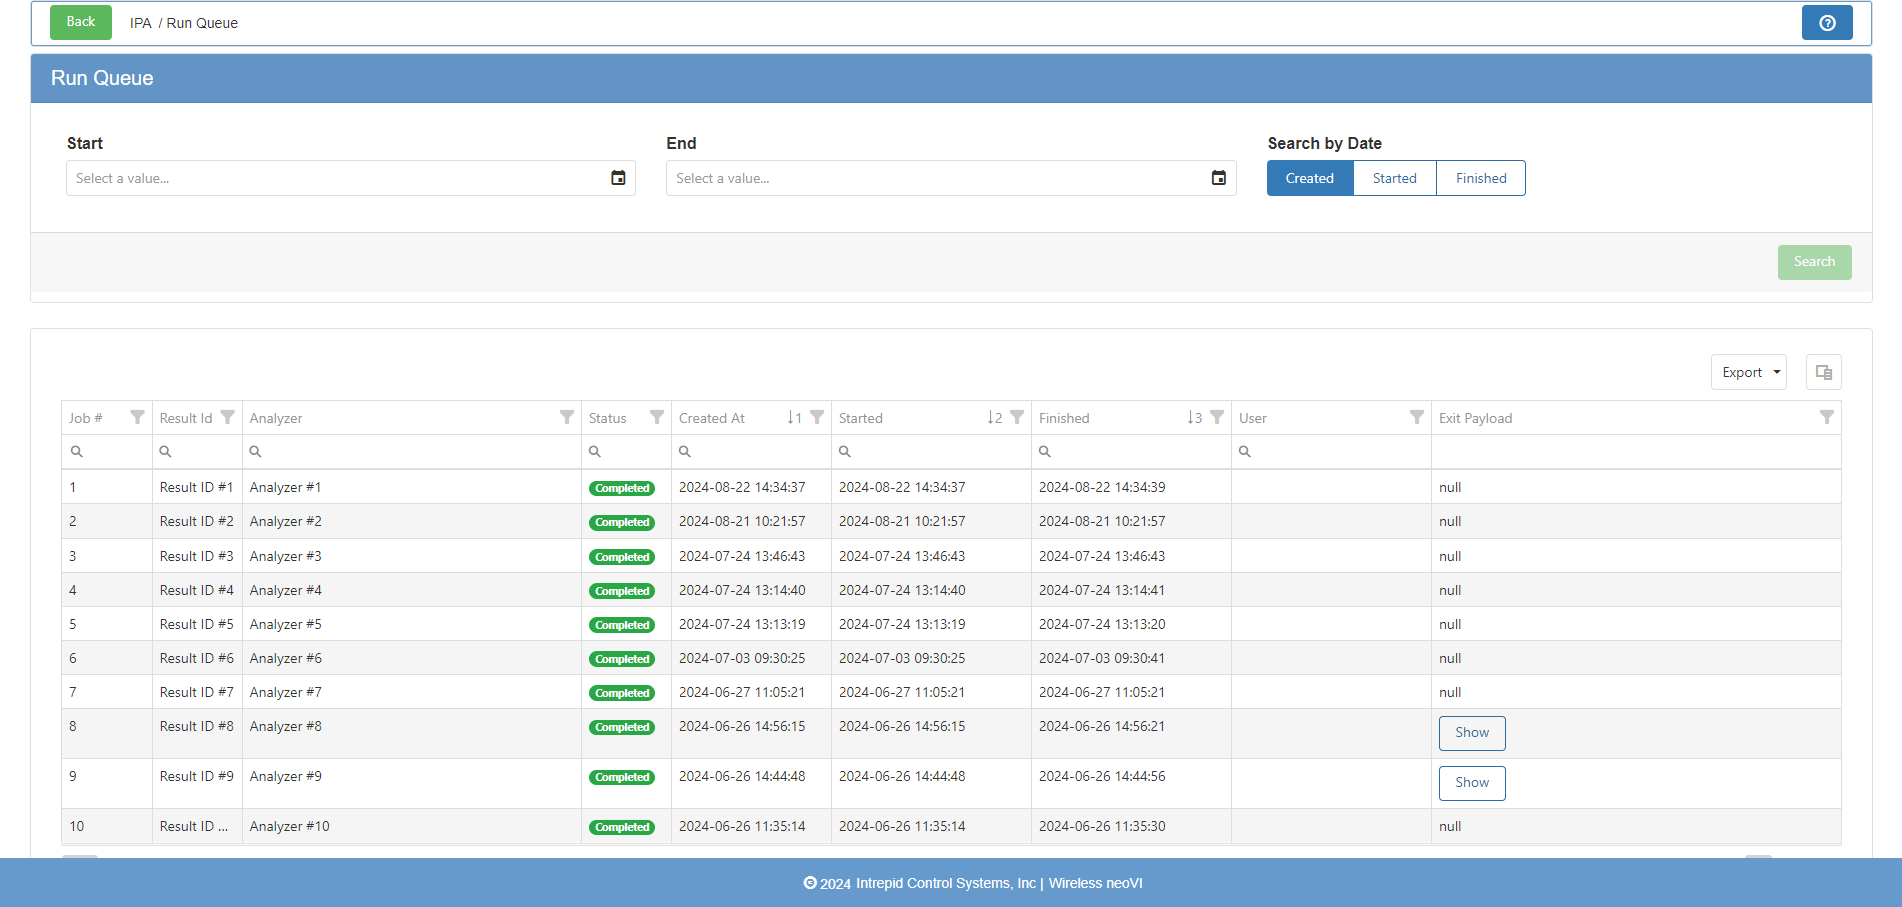 Back IPA / Run Queue
Run Queue
Start End Search by Date
Select a value... Select a value... Created Started Finished
Search
Export
Job # Result Id Analyzer Status Created At 1 Started 2 Finished 3 User Exit Payload
1 Result ID #1 Analyzer #1 Completed 2024-08-22 14:34:37 2024-08-22 14:34:37 2024-08-22 14:34:39 null
2 Result ID #2 Analyzer #2 Completed 2024-08-21 10:21:57 2024-08-21 10:21:57 2024-08-21 10:21:57 null
3 Result ID #3 Analyzer #3 Completed 2024-07-24 13:46:43 2024-07-24 13:46:43 2024-07-24 13:46:43 null
4 Result ID #4 Analyzer #4 Completed 2024-07-24 13:14:40 2024-07-24 13:14:40 2024-07-24 13:14:41 null
5 Result ID #5 Analyzer #5 Completed 2024-07-24 13:13:19 2024-07-24 13:13:19 2024-07-24 13:13:20 null
6 Result ID #6 Analyzer #6 Completed 2024-07-03 09:30:25 2024-07-03 09:30:25 2024-07-03 09:30:41 null
7 Result ID #7 Analyzer #7 Completed 2024-06-27 11:05:21 2024-06-27 11:05:21 2024-06-27 11:05:21 null
8 Result ID #8 Analyzer #8 Completed 2024-06-26 14:56:15 2024-06-26 14:56:15 2024-06-26 14:56:21 Show
9 Result ID #9 Analyzer #9 Completed 2024-06-26 14:44:48 2024-06-26 14:44:48 2024-06-26 14:44:56 Show
10 Result ID ... Analyzer #10 Completed 2024-06-26 11:35:14 2024-06-26 11:35:14 2024-06-26 11:35:30 null
© 2024 Intrepid Control Systems, Inc | Wireless neoVI